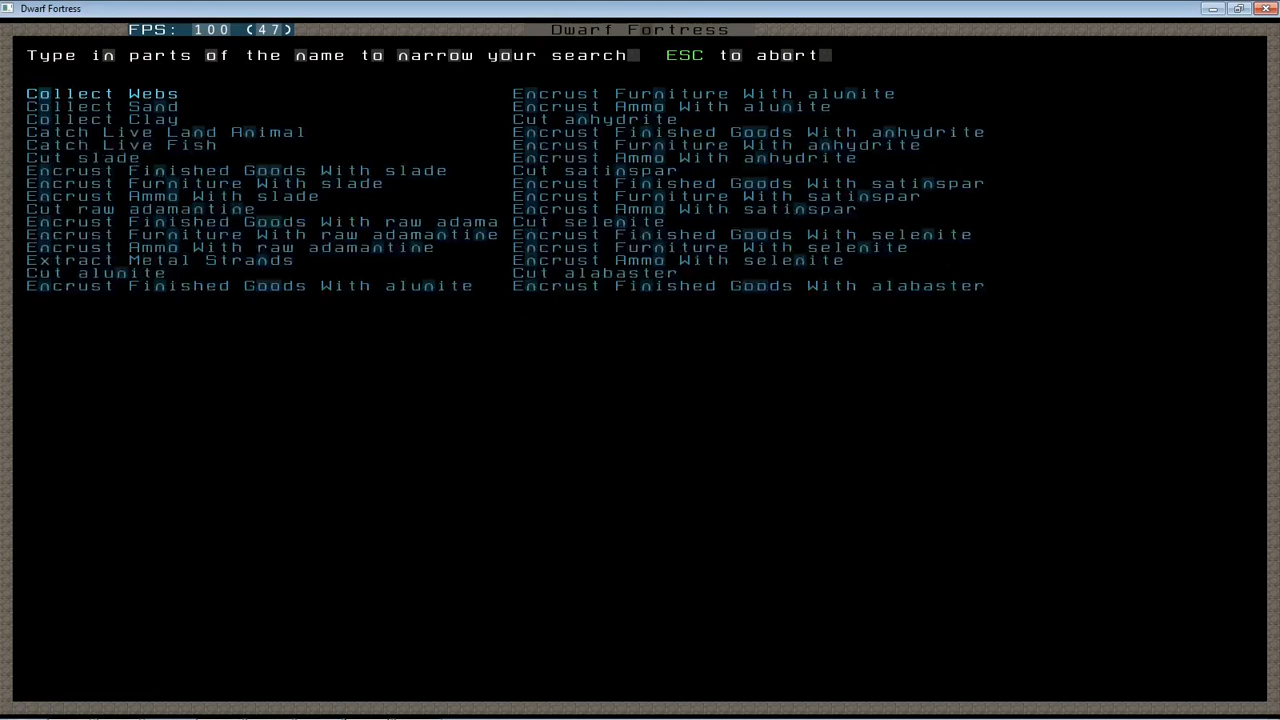 Dwarf Fortress
FPS: 100 (47)
Dwarf Fortress
Type in parts of the name to narrow your search
ESC to abort
Collect Webs
Collect Sand
Collect Clay
Catch Live Land Animal
Catch Live Fish
Cut slade
Encrust Finished Goods With slade
Encrust Furniture With slade
Encrust Ammo With slade
Cut raw adamantine
Encrust Finished Goods With raw adama
Encrust Furniture With raw adamantine
Encrust Ammo With raw adamantine
Extract Metal Strands
Cut alunite
Encrust Finished Goods With alunite
Encrust Furniture With alunite
Encrust Ammo With alunite
Cut anhydrite
Encrust Finished Goods With anhydrite
Encrust Furniture With anhydrite
Encrust Ammo With anhydrite
Cut satinspar
Encrust Finished Goods With satinspar
Encrust Furniture With satinspar
Encrust Ammo With satinspar
Cut selenite
Encrust Finished Goods With selenite
Encrust Furniture With selenite
Encrust Ammo With selenite
Cut alabaster
Encrust Finished Goods With alabaster